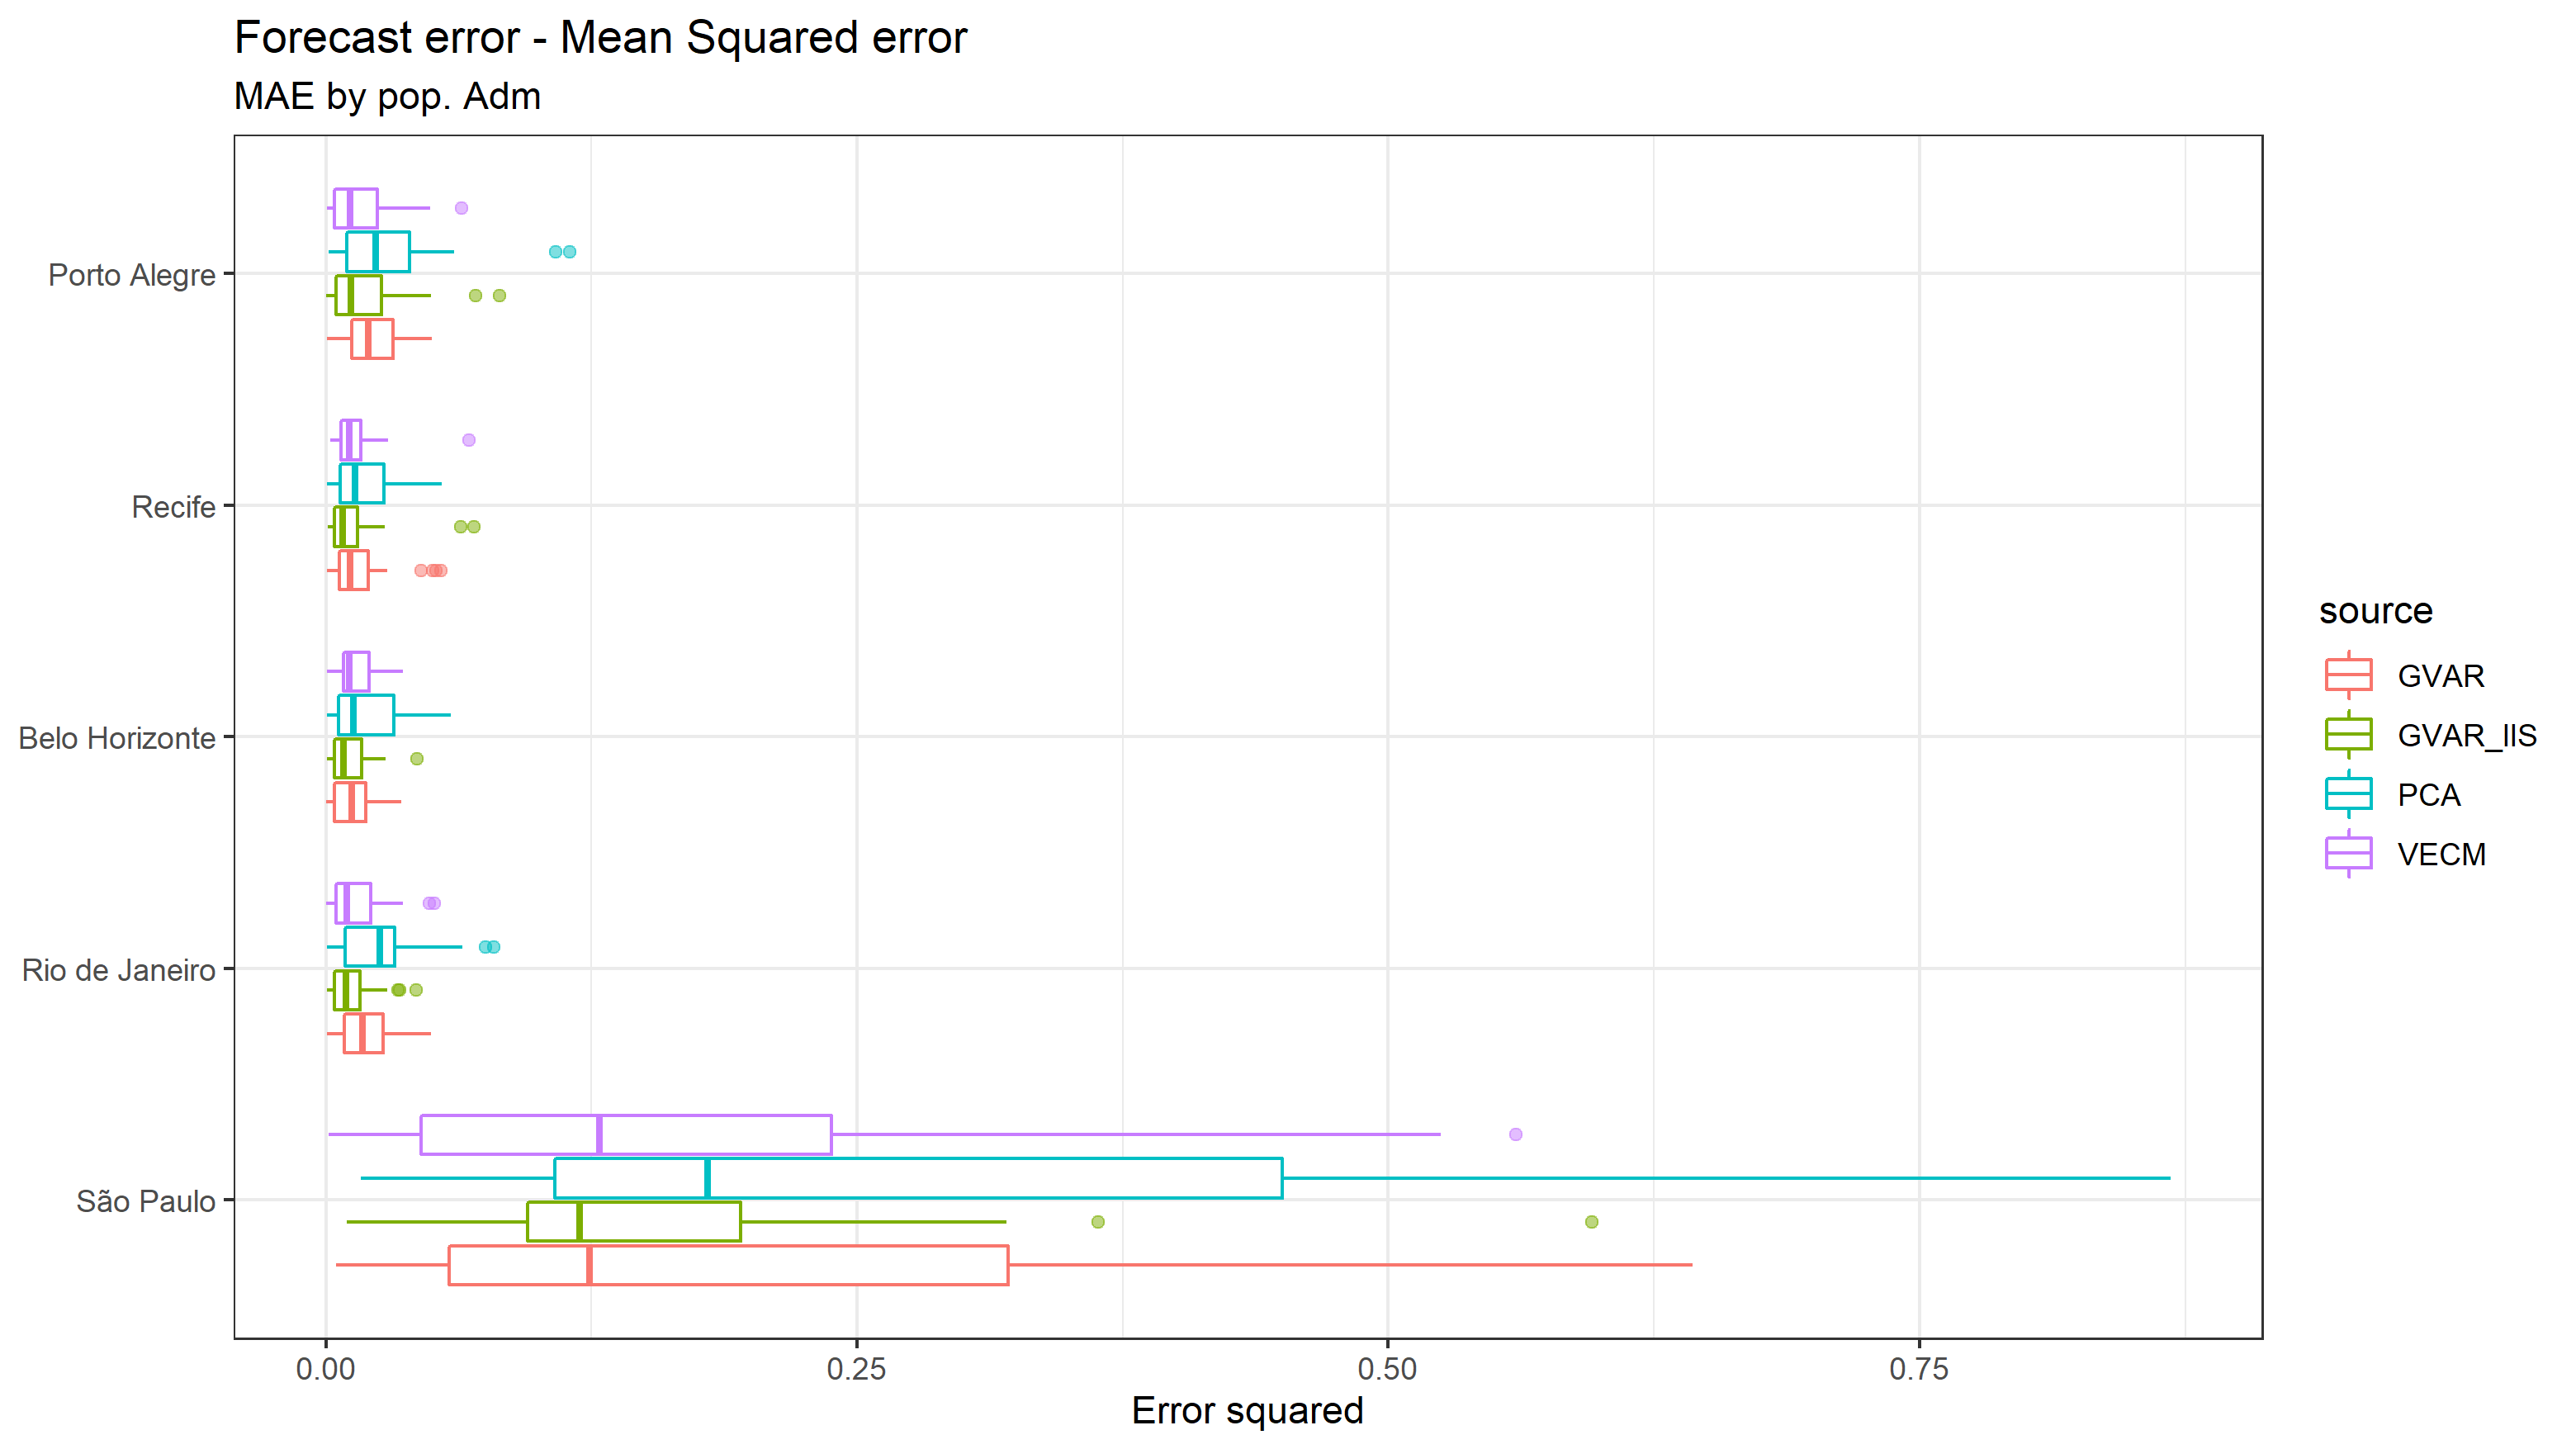 Forecast error - Mean Squared error
MAE by pop. Adm
Porto Alegre
Recife
Belo Horizonte
Rio de Janeiro
São Paulo
0.00
0.25
0.50
0.75
Error squared
source
GVAR
GVAR_IIS
PCA
VECM